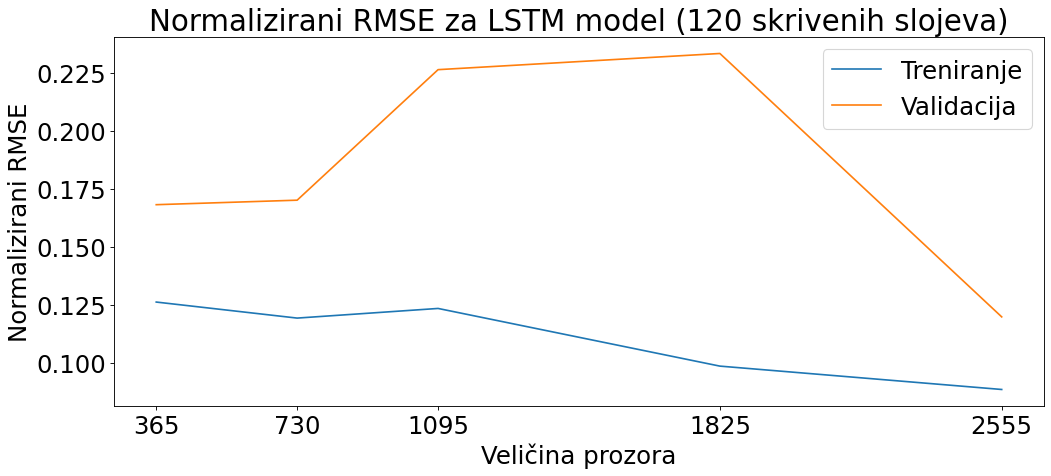 Normalizirani RMSE za LSTM model (120 skrivenih slojeva)
Treniranje
Validacija
Normalizirani RMSE
0.225
0.200
0.175
0.150
0.125
0.100
365 730 1095 1825 2555
Veličina prozora